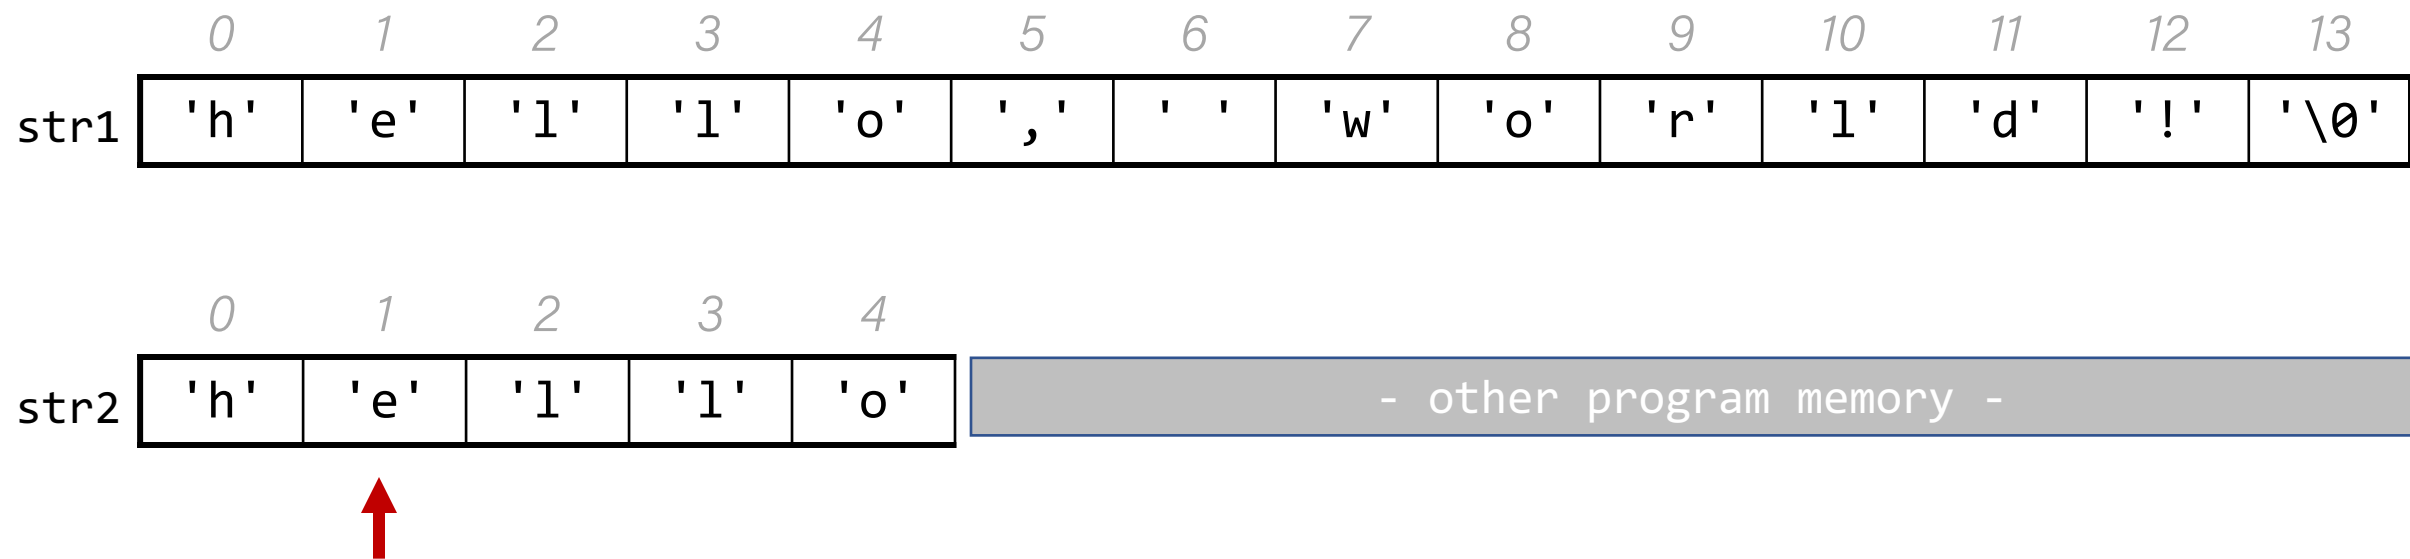 0 1 2 3 4 5 6 7 8 9 10 11 12 13
str1 'h' 'e' 'l' 'l' 'o' ',' ' ' 'w' 'o' 'r' 'l' 'd' '!' '\0'
0 1 2 3 4
str2 'h' 'e' 'l' 'l' 'o' - other program memory -